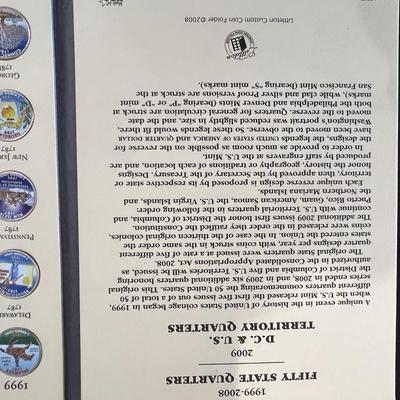 1999-2008
FIFTY STATE QUARTERS
2009
D.C. & U.S.
TERRITORY QUARTERS
A unique event in the history of United States coinage began in 1999,
when the U.S. Mint released the first five issues out of a total of 50
different quarters commemorating the 50 United States. This original
series ended in 2008, and in 2009 six additional quarters honoring
the District of Columbia and five U.S. Territories will be issued, as
authorized in the Consolidated Appropriations Act, 2008.
The original State quarters were issued at a rate of five different
quarter designs per year, with coins struck in the same order the
states entered the Union. In the case of the thirteen original colonies,
coins were released in the order they ratified the Constitution.
The additional 2009 issues first honor the District of Columbia, and
continue with U.S. Territorial quarters in the following order:
Puerto Rico, Guam, American Samoa, the U.S. Virgin Islands, and
the Northern Mariana Islands.
Each unique reverse design is proposed by its respective state or
territory, then approved by the Secretary of the Treasury. Designs
honor the history, geography or traditions of each location, and are
produced by staff engravers at the U.S. Mint.
In order to provide as much room as possible on the reverse for
the designs, the legends UNITED STATES OF AMERICA and QUARTER DOLLAR
have been moved to the obverse. So these legends would fit there,
Washington's portrait was reduced slightly in size, and the date
moved to the reverse. Quarters for general circulation are struck at
both the Philadelphia and Denver Mints (bearing "P" or "D" mint
marks), while clad and silver Proof versions are struck at the
San Francisco Mint (bearing "S" mint marks).
Littleton Custom Coin Folder ©2008
1999
DELAWARE
1787
PENNSYLVANIA
1787
NEW JERSEY
1787
GEORGIA